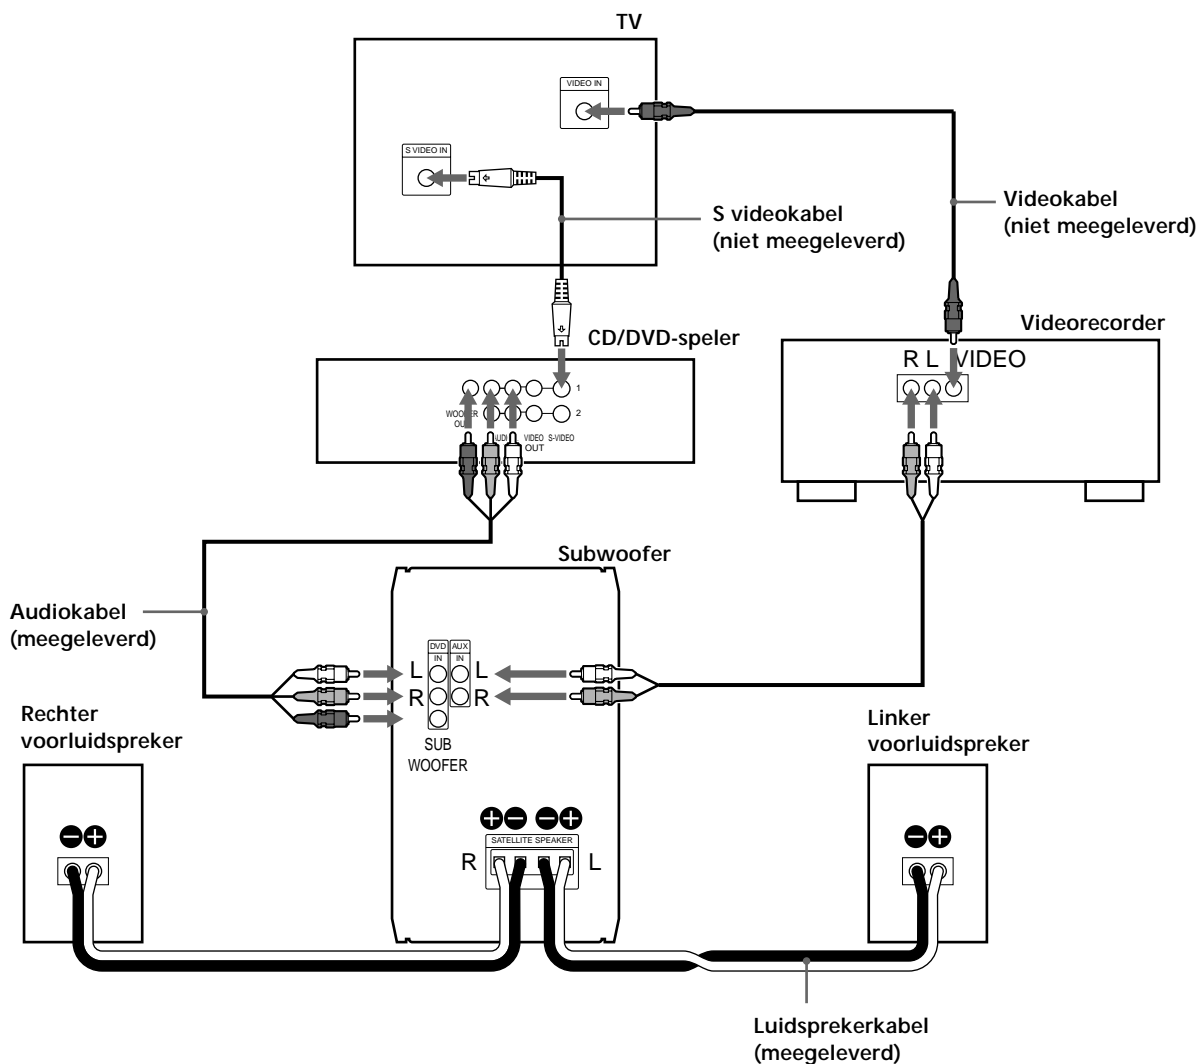 TV
VIDEO IN
S VIDEO IN
S videokabel
(niet meegeleverd)
Videokabel
(niet meegeleverd)
CD/DVD-speler
Videorecorder
R L VIDEO
1
2
OUT
VIDEO S-VIDEO
OUT
Subwoofer
Audiokabel
(meegeleverd)
DVD AUX
IN IN
L L
R R
SUB
WOOFER
Rechter
voorluidspreker
Linker
voorluidspreker
SATELLITE SPEAKER
R L
Luidsprekerkabel
(meegeleverd)